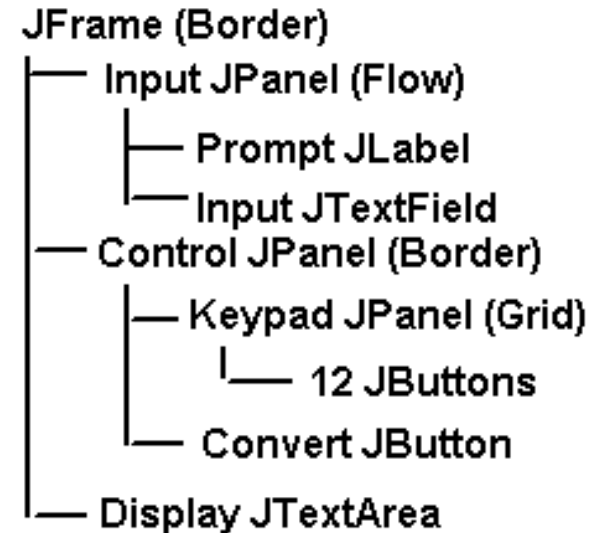 JFrame (Border)
Input JPanel (Flow)
Prompt JLabel
Input JTextField
Control JPanel (Border)
Keypad JPanel (Grid)
12 JButtons
Convert JButton
Display JTextArea